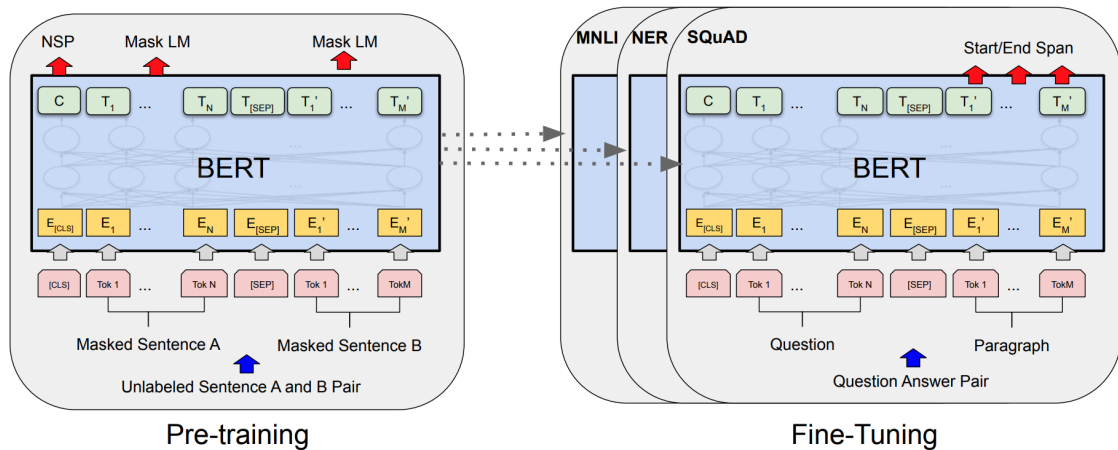 NSP Mask LM Mask LM
C T1 ... TN T[SEP] T1' ... TM'
...
BERT
...
E[CLS] E1 ... EN E[SEP] E1' ... EM'
[CLS] Tok 1 ... Tok N [SEP] Tok 1 ... TokM
Masked Sentence A Masked Sentence B
Unlabeled Sentence A and B Pair
Pre-training
MNLI NER SQuAD
Start/End Span
C T1 ... TN T[SEP] T1' ... TM'
...
BERT
...
E[CLS] E1 ... EN E[SEP] E1' ... EM'
[CLS] Tok 1 ... Tok N [SEP] Tok 1 ... TokM
Question Paragraph
Question Answer Pair
Fine-Tuning